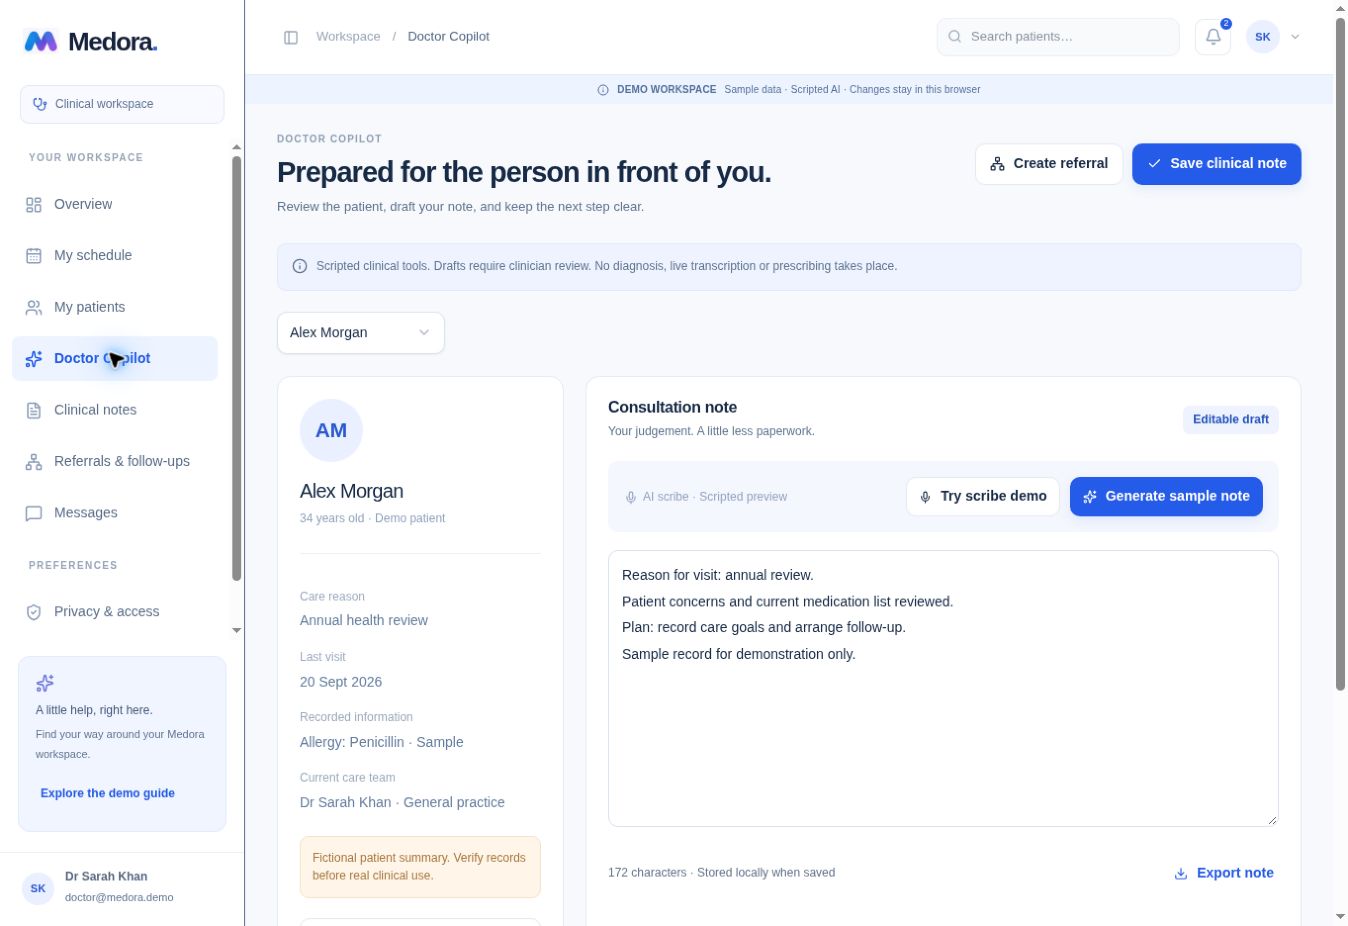 Medora.
Clinical workspace
YOUR WORKSPACE
Overview
My schedule
My patients
Doctor Copilot
Clinical notes
Referrals & follow-ups
Messages
PREFERENCES
Privacy & access
A little help, right here.
Find your way around your Medora
workspace.
Explore the demo guide
SK
Dr Sarah Khan
doctor@medora.demo
Workspace / Doctor Copilot
Search patients…
2
SK
DEMO WORKSPACE Sample data · Scripted AI · Changes stay in this browser
DOCTOR COPILOT
Prepared for the person in front of you.
Review the patient, draft your note, and keep the next step clear.
Create referral
Save clinical note
Scripted clinical tools. Drafts require clinician review. No diagnosis, live transcription or prescribing takes place.
Alex Morgan
AM
Alex Morgan
34 years old · Demo patient
Care reason
Annual health review
Last visit
20 Sept 2026
Recorded information
Allergy: Penicillin · Sample
Current care team
Dr Sarah Khan · General practice
Fictional patient summary. Verify records
before real clinical use.
Consultation note
Your judgement. A little less paperwork.
Editable draft
AI scribe · Scripted preview
Try scribe demo
Generate sample note
Reason for visit: annual review.
Patient concerns and current medication list reviewed.
Plan: record care goals and arrange follow-up.
Sample record for demonstration only.
172 characters · Stored locally when saved
Export note